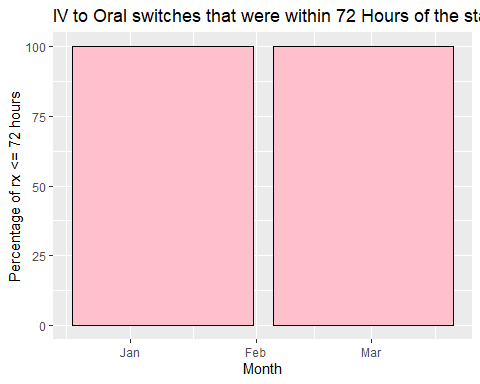 IV to Oral switches that were within 72 Hours of the sta
100
75
50
25
0
Percentage of rx <= 72 hours
Jan Feb Mar
Month